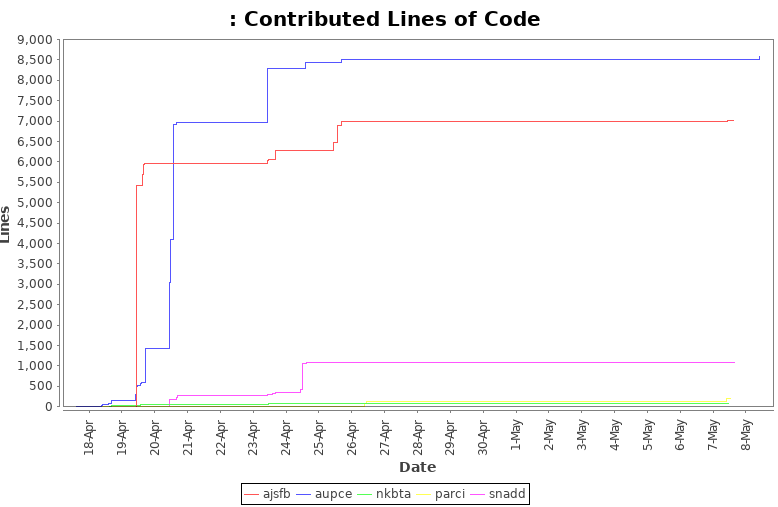 : Contributed Lines of Code
9,000
8,500
8,000
7,500
7,000
6,500
6,000
5,500
5,000
4,500
4,000
3,500
3,000
2,500
2,000
1,500
1,000
500
0
Lines
18-Apr
19-Apr
20-Apr
21-Apr
22-Apr
23-Apr
24-Apr
25-Apr
26-Apr
27-Apr
28-Apr
29-Apr
30-Apr
1-May
2-May
3-May
4-May
5-May
6-May
7-May
8-May
Date
ajsfb aupce nkbta parci snadd